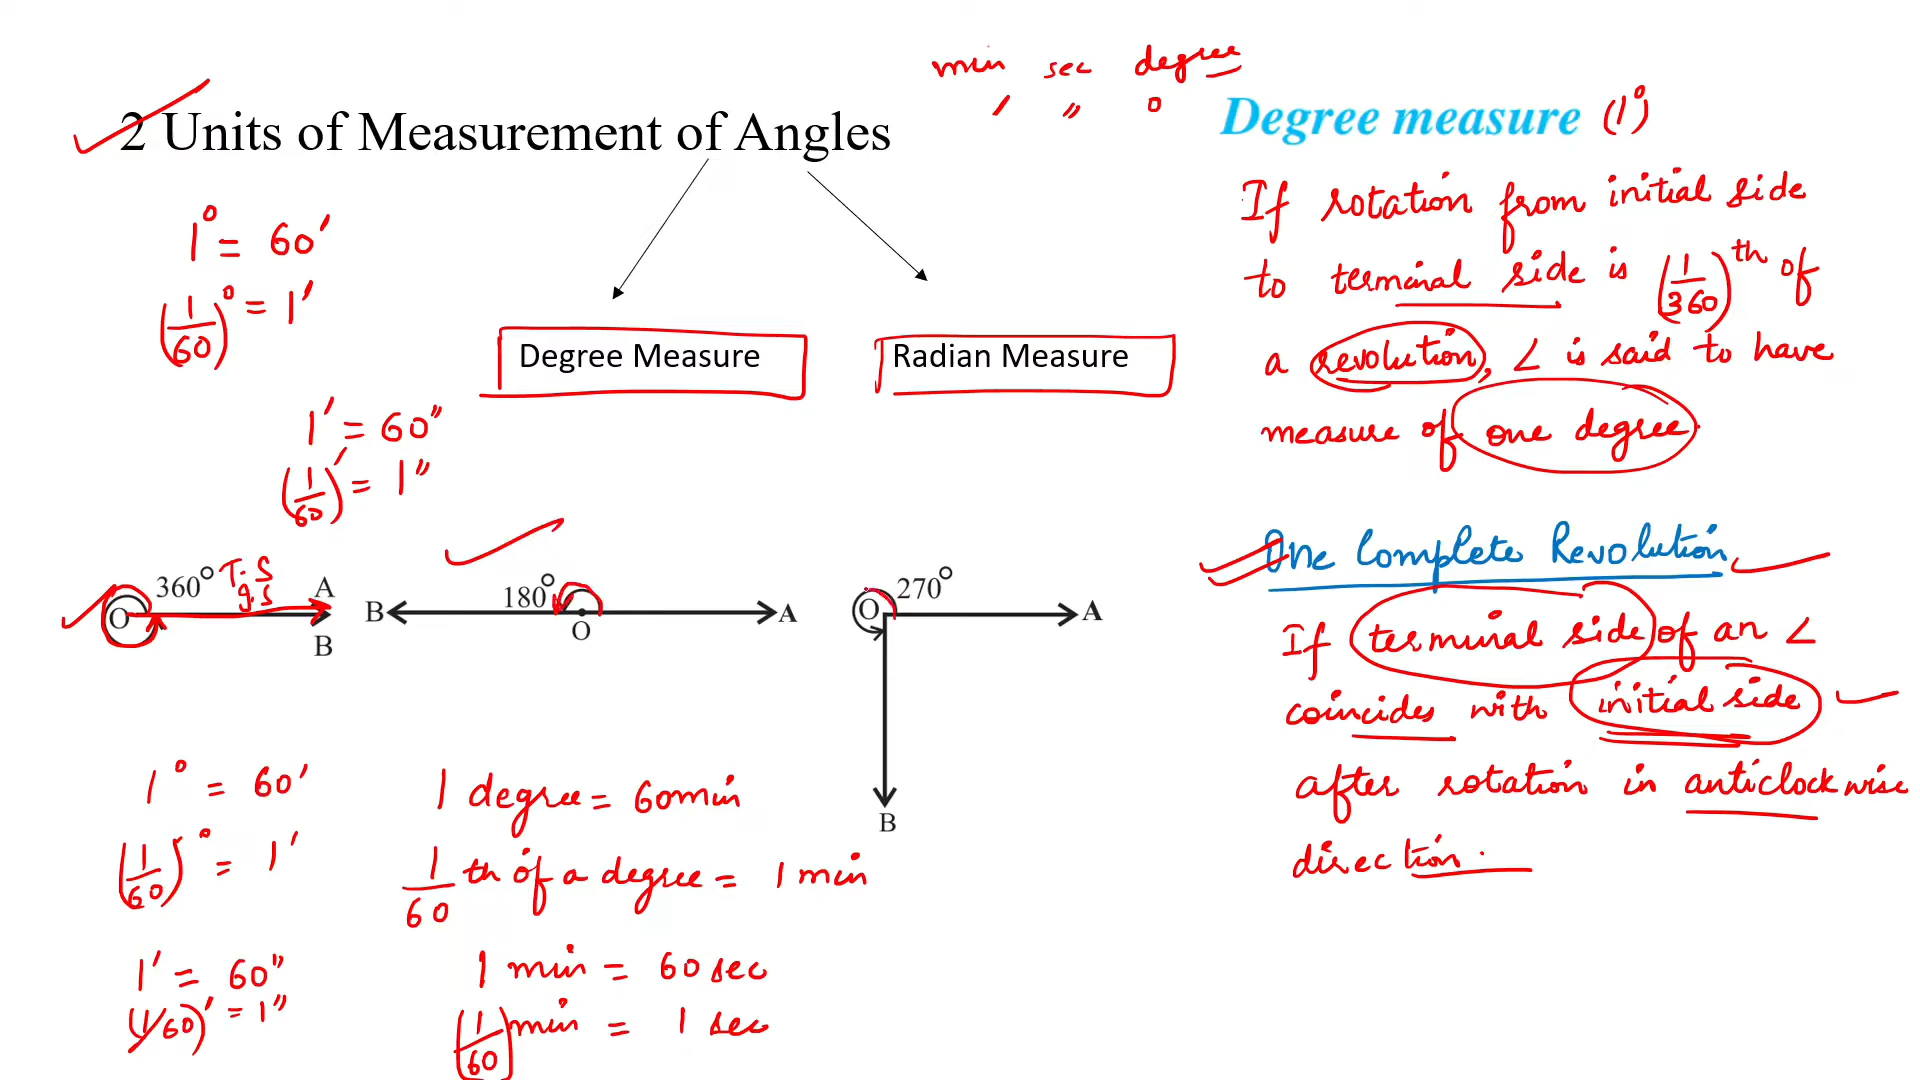 min sec degree
′ ″ °
2 Units of Measurement of Angles
1° = 60′
(1/60)° = 1′
Degree Measure
Radian Measure
1′ = 60″
(1/60)′ = 1″
360° T.S
A
O
B
B
180°
O
A
O
270°
A
B
1° = 60′
(1/60)° = 1′
1′ = 60″
(1/60)′ = 1″
1 degree = 60min
1/60 th of a degree = 1 min
1 min = 60 sec
(1/60) min = 1 sec
Degree measure (1°)
If rotation from initial side
to terminal side is (1/360)th of
a revolution, ∠ is said to have
measure of one degree.
One Complete Revolution
If terminal side of an ∠
coincides with initial side
after rotation in anticlockwise
direction.